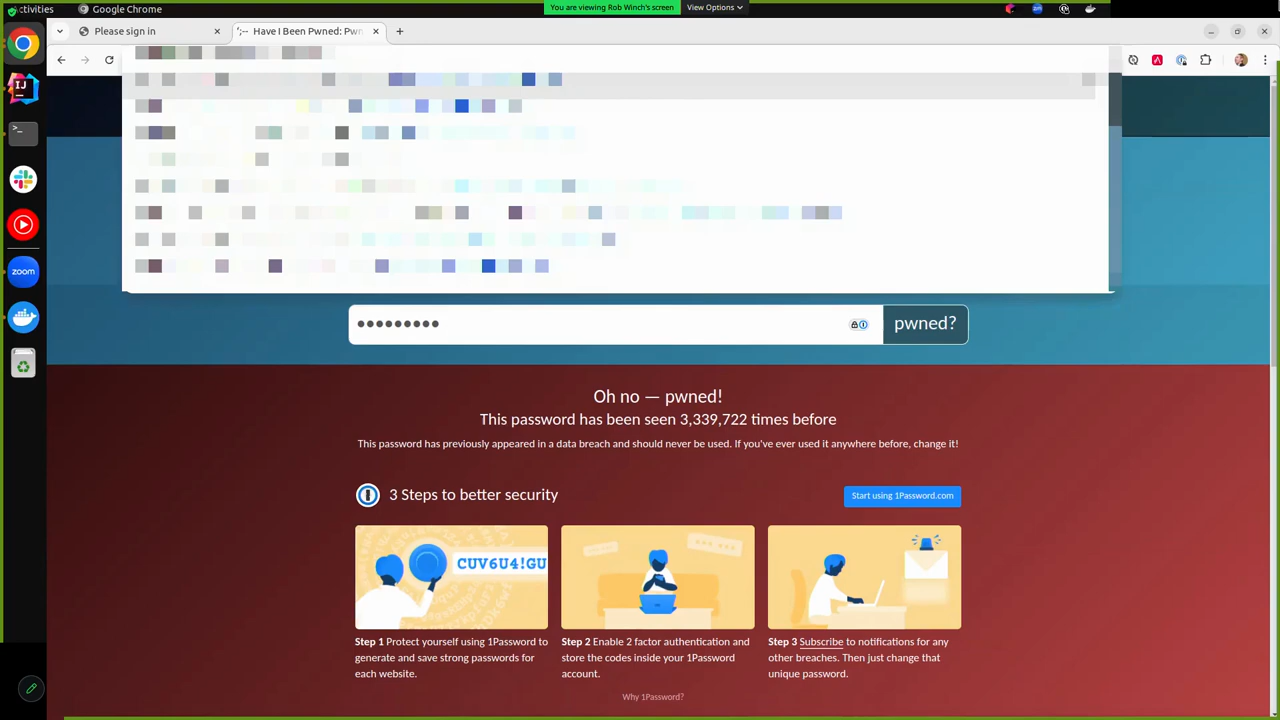 ctivities
Google Chrome
You are viewing Rob Winch's screen
View Options
Please sign in
Have I Been Pwned: Pwn
●●●●●●●●●
pwned?
Oh no — pwned!
This password has been seen 3,339,722 times before
This password has previously appeared in a data breach and should never be used. If you've ever used it anywhere before, change it!
3 Steps to better security
Start using 1Password.com
CUV6U4!GU
Step 1 Protect yourself using 1Password to
generate and save strong passwords for
each website.
Step 2 Enable 2 factor authentication and
store the codes inside your 1Password
account.
Step 3 Subscribe to notifications for any
other breaches. Then just change that
unique password.
Why 1Password?
IJ
zoom